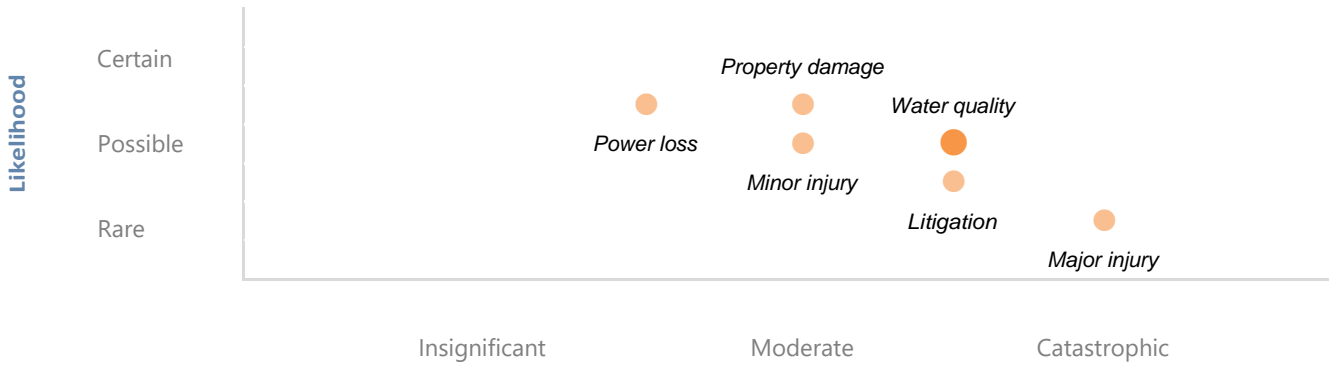 Likelihood
Certain
Possible
Rare
Property damage
Water quality
Power loss
Minor injury
Litigation
Major injury
Insignificant
Moderate
Catastrophic